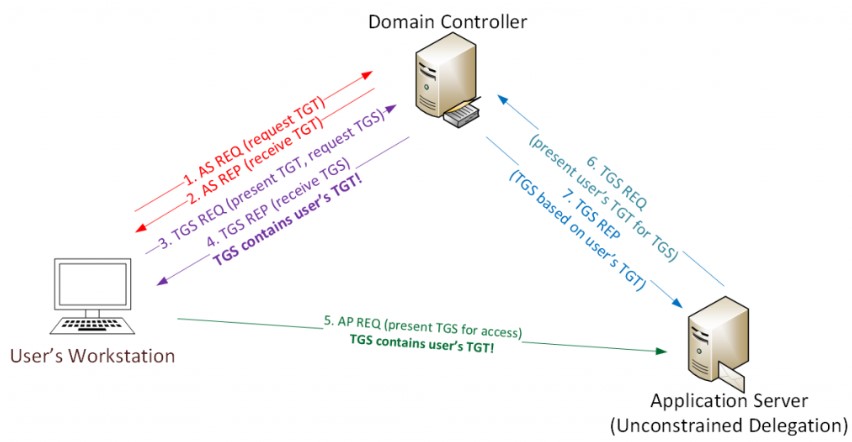 Domain Controller
1. AS REQ (request TGT)
2. AS REP (receive TGT)
3. TGS REQ (present TGT, request TGS)
4. TGS REP (receive TGS)
TGS contains user's TGT!
6. TGS REQ
(present user's TGT for TGS)
7. TGS REP
(TGS based on user's TGT)
5. AP REQ (present TGS for access)
TGS contains user's TGT!
User's Workstation
Application Server
(Unconstrained Delegation)